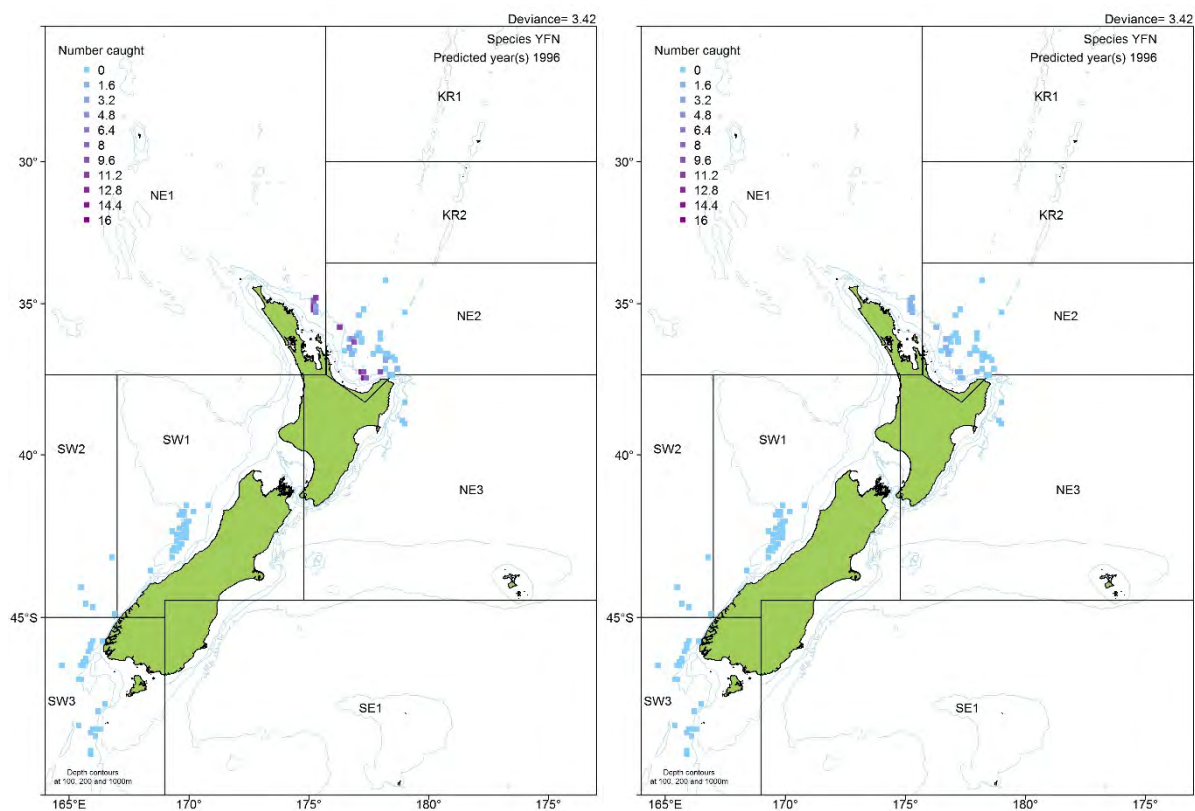 Deviance= 3.42
Species YFN
Predicted year(s) 1996
Number caught
0
1.6
3.2
4.8
6.4
8
9.6
11.2
12.8
14.4
16
KR1
30°
NE1
KR2
35°
NE2
SW2
SW1
40°
NE3
45°S
SW3
SE1
Depth contours
at 100, 200 and 1000m
165°E
170°
175°
180°
175°
Deviance= 3.42
Species YFN
Predicted year(s) 1996
Number caught
0
1.6
3.2
4.8
6.4
8
9.6
11.2
12.8
14.4
16
KR1
30°
NE1
KR2
35°
NE2
SW2
SW1
40°
NE3
45°S
SW3
SE1
Depth contours
at 100, 200 and 1000m
165°E
170°
175°
180°
175°